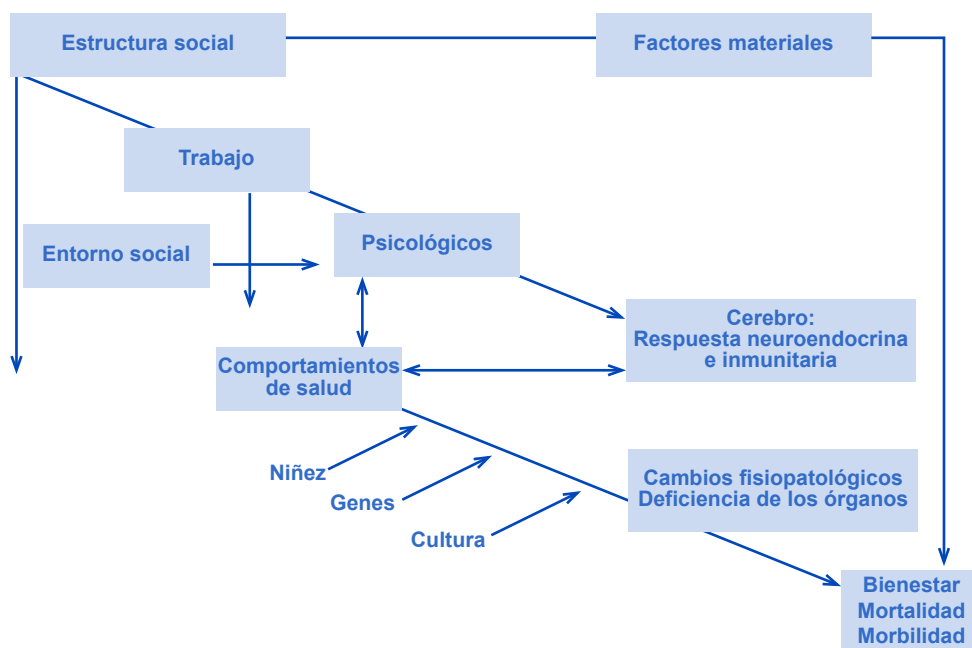 Estructura social
Factores materiales
Trabajo
Entorno social
Psicológicos
Cerebro:
Respuesta neuroendocrina
e inmunitaria
Comportamientos
de salud
Niñez
Genes
Cultura
Cambios fisiopatológicos
Deficiencia de los órganos
Bienestar
Mortalidad
Morbilidad